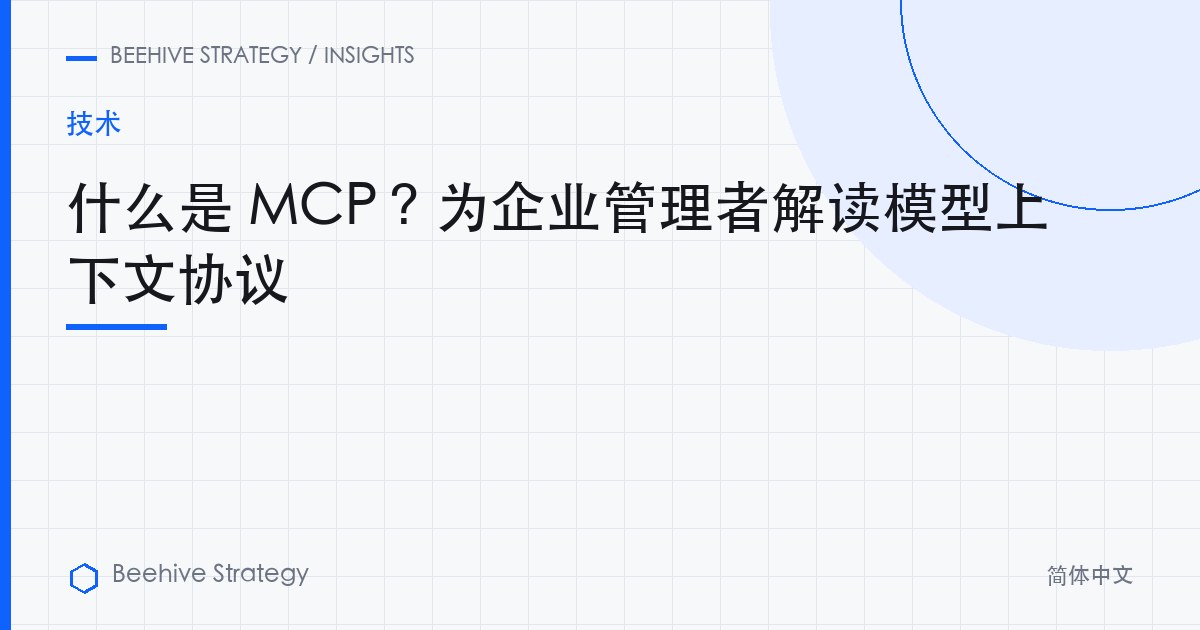 BEEHIVE STRATEGY / INSIGHTS
技术
什么是 MCP？为企业管理者解读模型上
下文协议
Beehive Strategy
简体中文